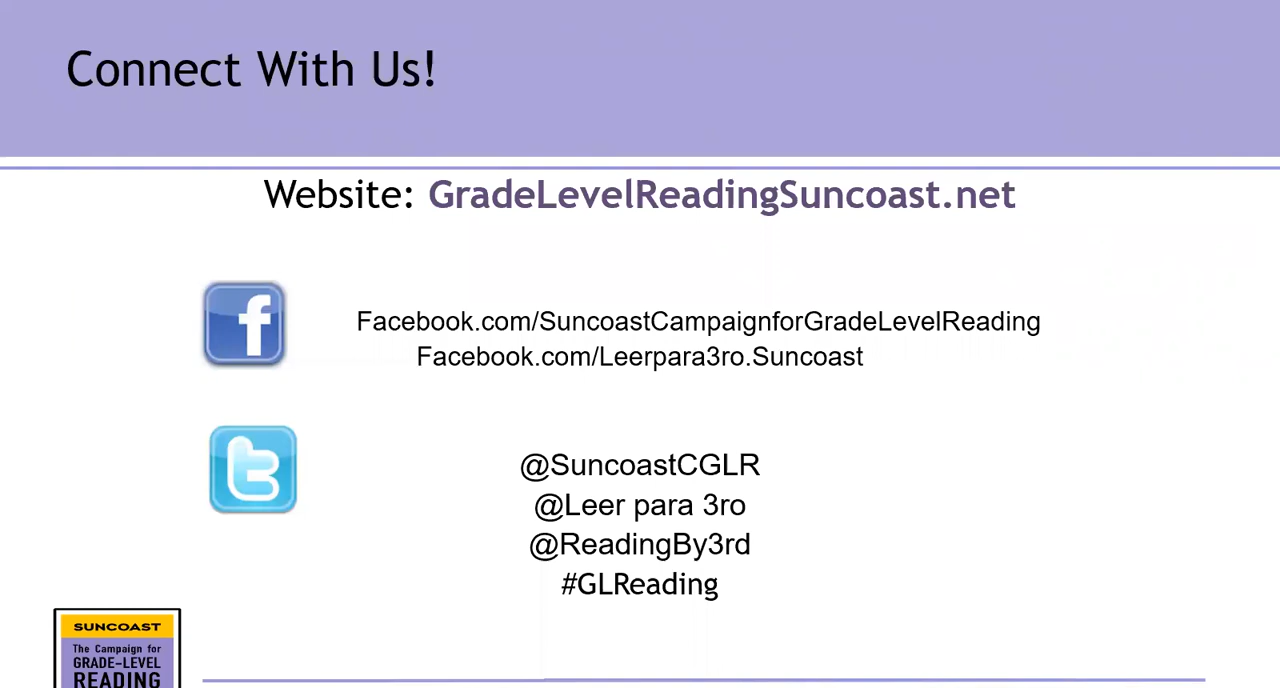 Connect With Us!
Website: GradeLevelReadingSuncoast.net
Facebook.com/SuncoastCampaignforGradeLevelReading
Facebook.com/Leerpara3ro.Suncoast
@SuncoastCGLR
@Leer para 3ro
@ReadingBy3rd
#GLReading
SUNCOAST
The Campaign for
GRADE-LEVEL
READING